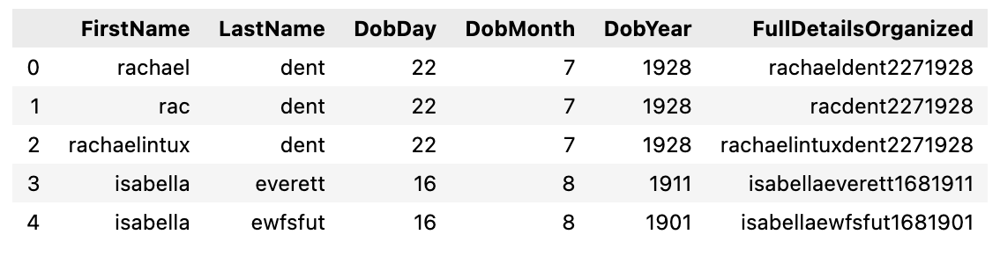 FirstName LastName DobDay DobMonth DobYear FullDetailsOrganized
0 rachael dent 22 7 1928 rachaeldent2271928
1 rac dent 22 7 1928 racdent2271928
2 rachaelintux dent 22 7 1928 rachaelintuxdent2271928
3 isabella everett 16 8 1911 isabellaeverett1681911
4 isabella ewfsfut 16 8 1901 isabellaewfsfut1681901